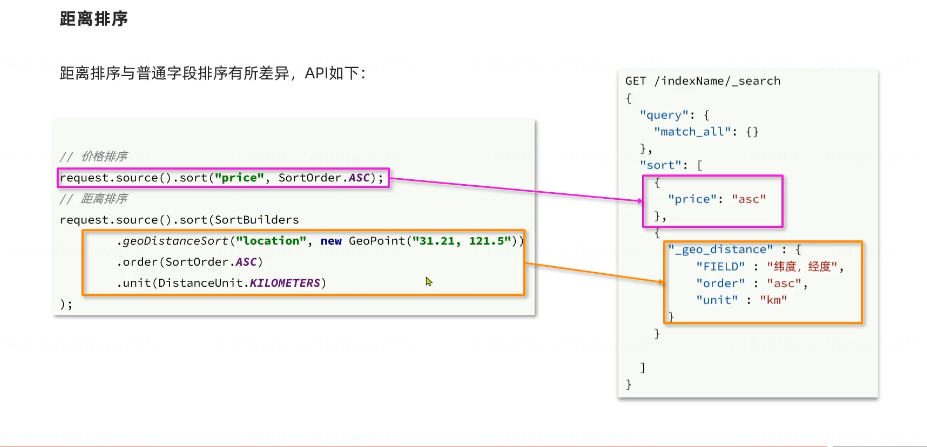 距离排序
距离排序与普通字段排序有所差异，API如下：
// 价格排序
request.source().sort("price", SortOrder.ASC);
// 距离排序
request.source().sort(SortBuilders
.geoDistanceSort("location", new GeoPoint("31.21, 121.5"))
.order(SortOrder.ASC)
.unit(DistanceUnit.KILOMETERS)
);
GET /indexName/_search
{
"query": {
"match_all": {}
},
"sort": [
{
"price": "asc"
},
{
"_geo_distance" : {
"FIELD" : "纬度，经度",
"order" : "asc",
"unit" : "km"
}
}
]
}